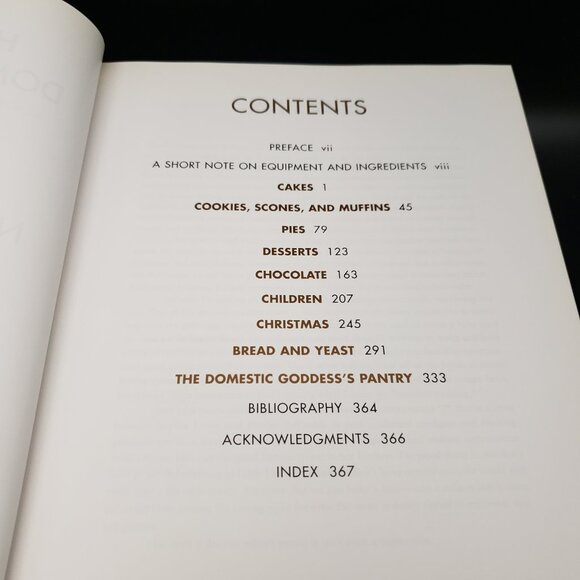 CONTENTS
PREFACE vii
A SHORT NOTE ON EQUIPMENT AND INGREDIENTS viii
CAKES 1
COOKIES, SCONES, AND MUFFINS 45
PIES 79
DESSERTS 123
CHOCOLATE 163
CHILDREN 207
CHRISTMAS 245
BREAD AND YEAST 291
THE DOMESTIC GODDESS'S PANTRY 333
BIBLIOGRAPHY 364
ACKNOWLEDGMENTS 366
INDEX 367